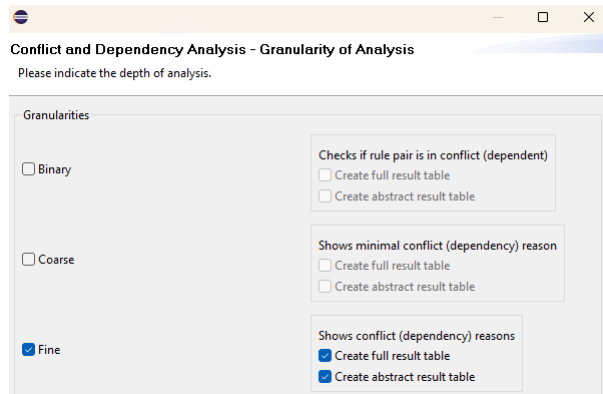 Conflict and Dependency Analysis - Granularity of Analysis
Please indicate the depth of analysis.
Granularities
Binary
Checks if rule pair is in conflict (dependent)
Create full result table
Create abstract result table
Coarse
Shows minimal conflict (dependency) reason
Create full result table
Create abstract result table
Fine
Shows conflict (dependency) reasons
Create full result table
Create abstract result table